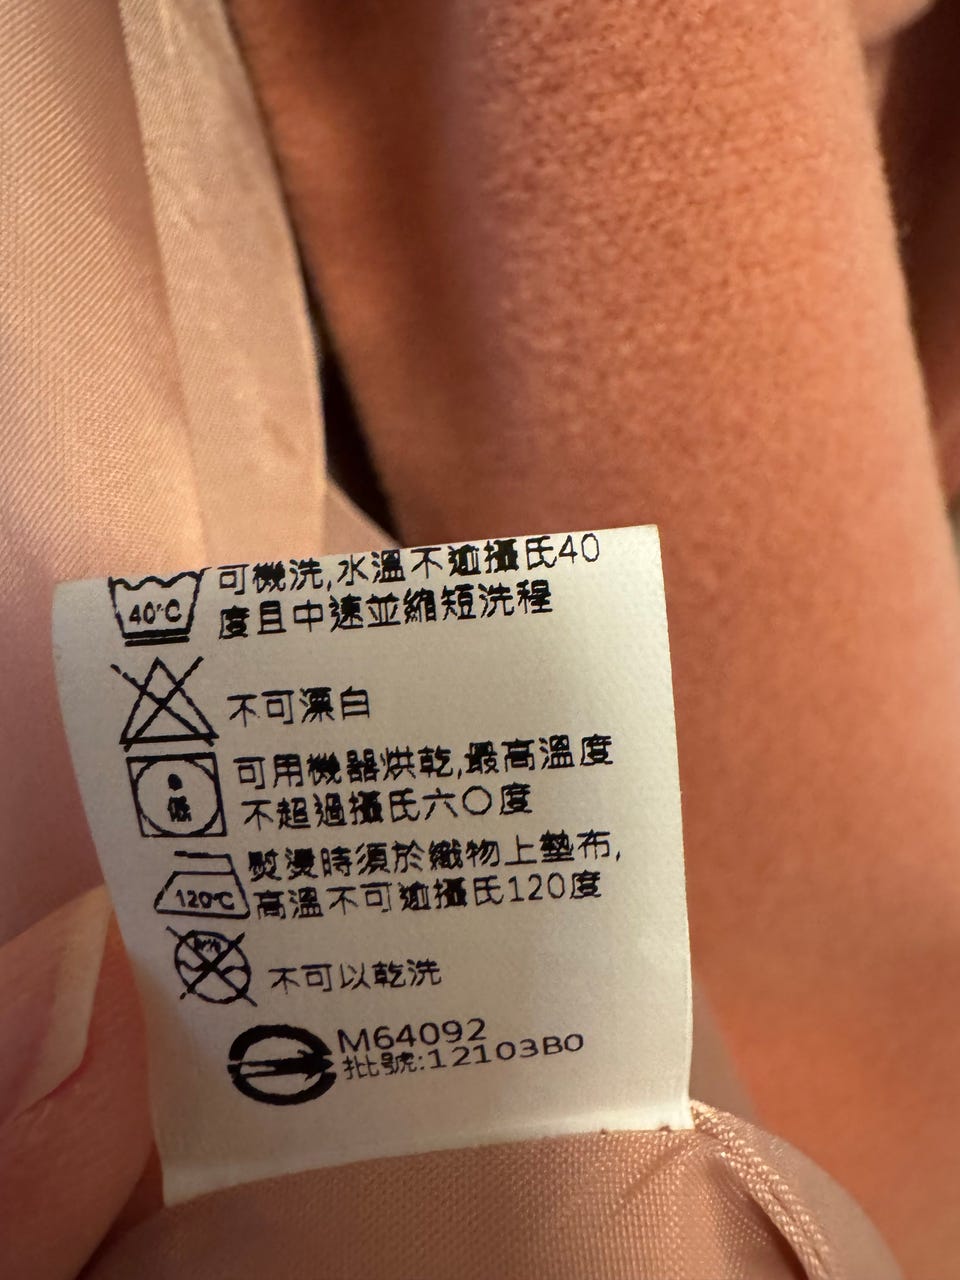 40°C
可機洗,水溫不逾攝氏40
度且中速並縮短洗程
不可漂白
低
可用機器烘乾,最高溫度
不超過攝氏六〇度
120°C
熨燙時須於織物上墊布,
高溫不可逾攝氏120度
不可以乾洗
M64092
批號:12103B0